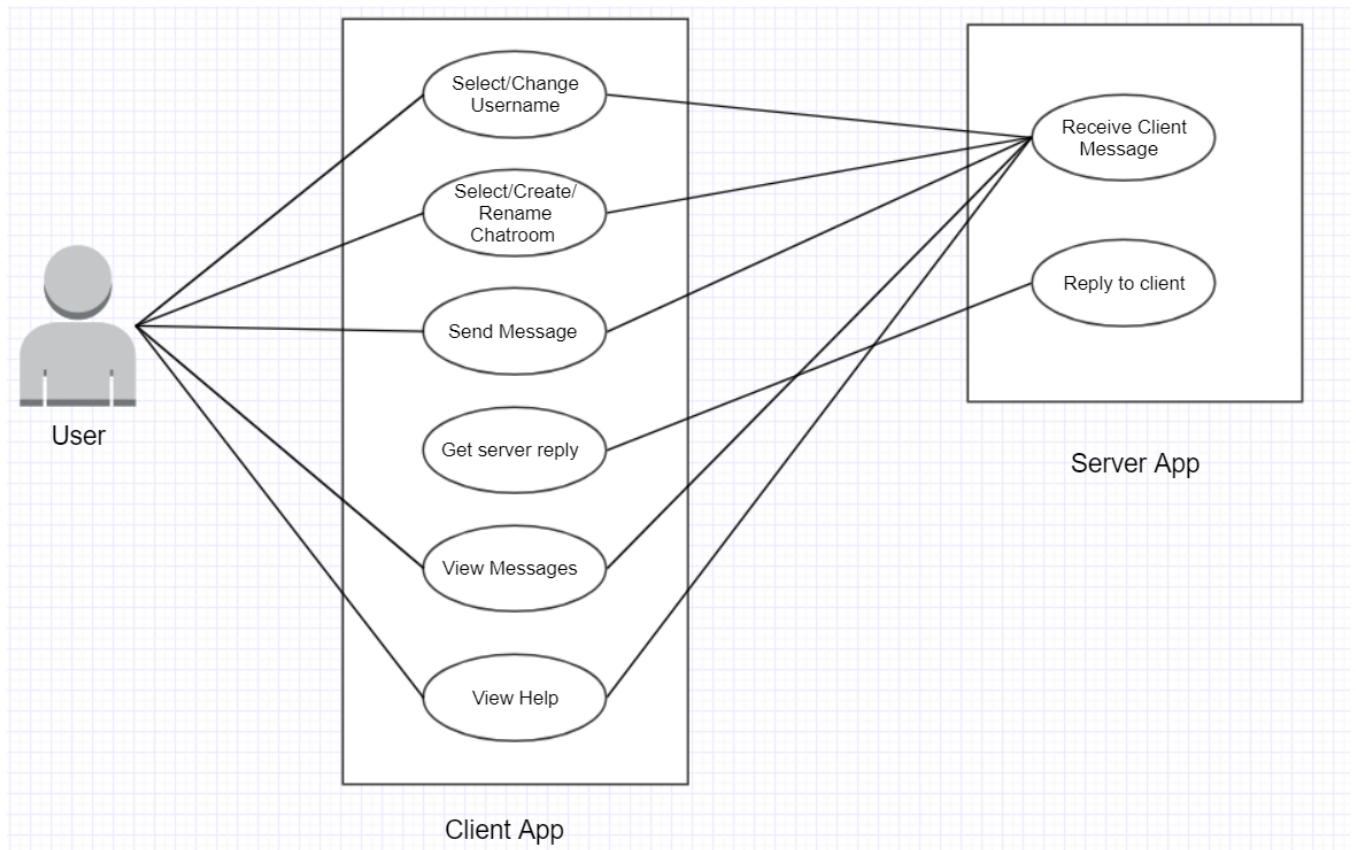 Select/Change
Username
Select/Create/
Rename
Chatroom
Send Message
Get server reply
View Messages
View Help
Client App
User
Receive Client
Message
Reply to client
Server App